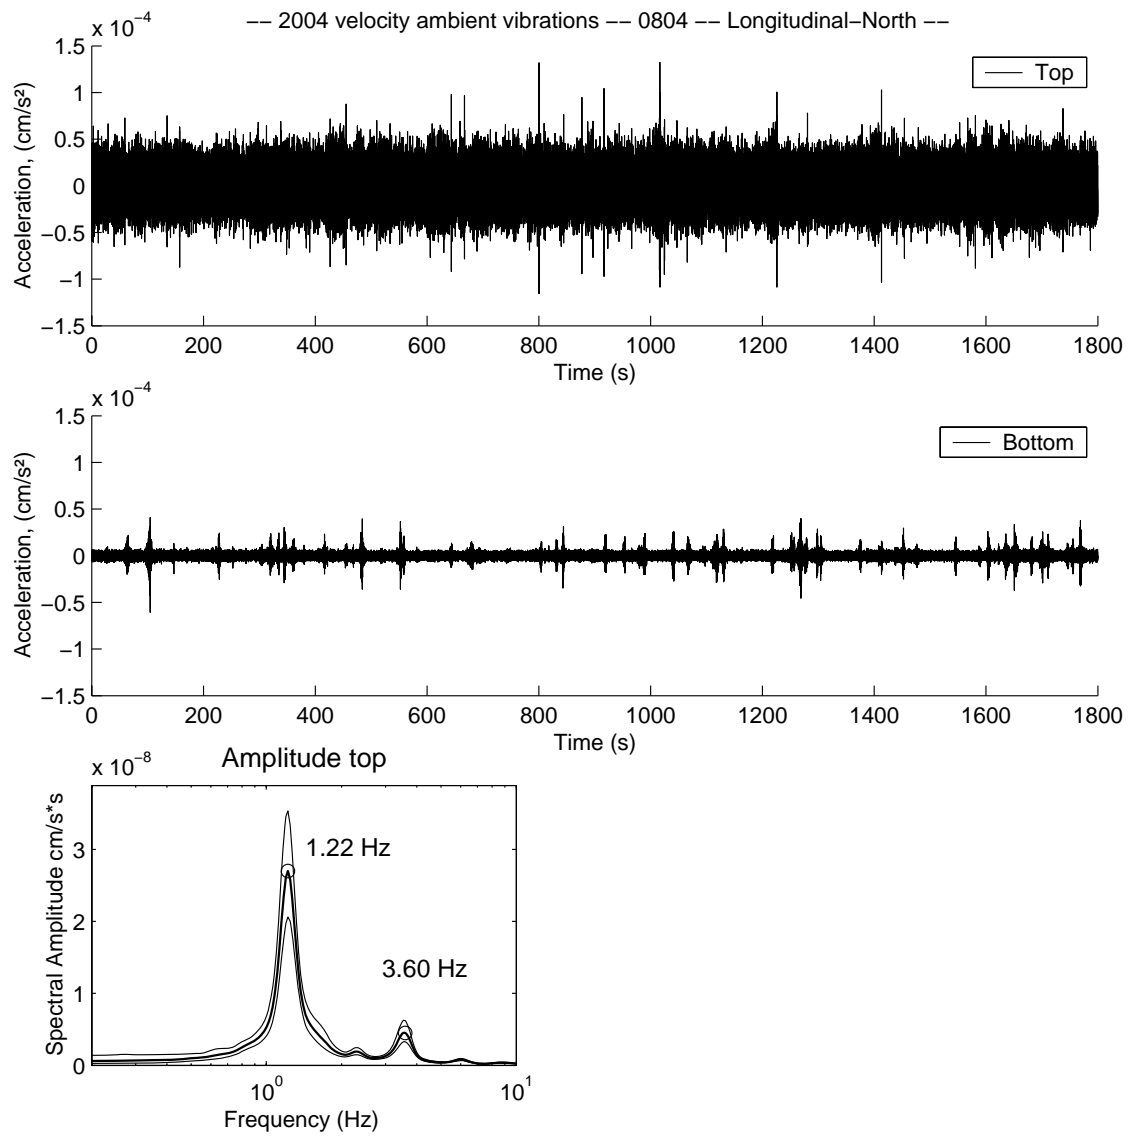 −− 2004 velocity ambient vibrations −− 0804 −− Longitudinal−North −−
x 10⁻⁴
1.5
1
0.5
0
−0.5
−1
−1.5
Acceleration, (cm/s²)
Top
0 200 400 600 800 1000 1200 1400 1600 1800
Time (s)
x 10⁻⁴
1.5
1
0.5
0
−0.5
−1
−1.5
Acceleration, (cm/s²)
Bottom
0 200 400 600 800 1000 1200 1400 1600 1800
Time (s)
Amplitude top
x 10⁻⁸
3
2
1
0
Spectral Amplitude cm/s*s
1.22 Hz
3.60 Hz
10⁰ 10¹
Frequency (Hz)